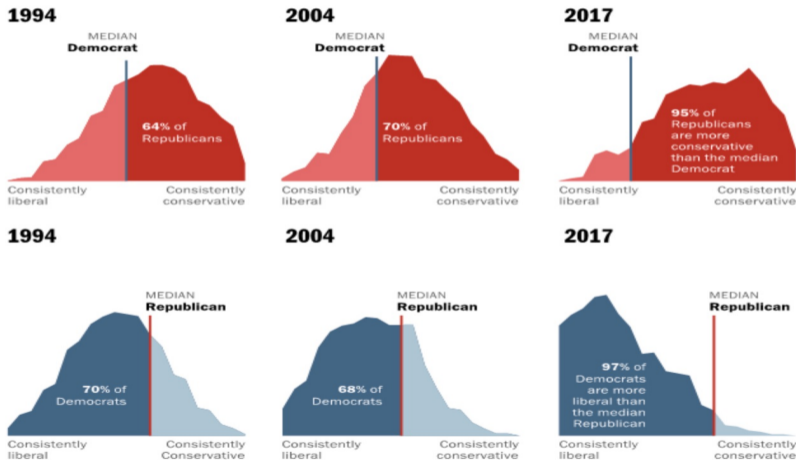 1994
MEDIAN
Democrat
64% of
Republicans
Consistently
liberal
Consistently
conservative
2004
MEDIAN
Democrat
70% of
Republicans
Consistently
liberal
Consistently
conservative
2017
MEDIAN
Democrat
95% of
Republicans
are more
conservative
than the median
Democrat
Consistently
liberal
Consistently
conservative
1994
MEDIAN
Republican
70% of
Democrats
Consistently
liberal
Consistently
Conservative
2004
MEDIAN
Republican
68% of
Democrats
Consistently
liberal
Consistently
Conservative
2017
MEDIAN
Republican
97% of
Democrats
are more
liberal than
the median
Republican
Consistently
liberal
Consistently
conservative